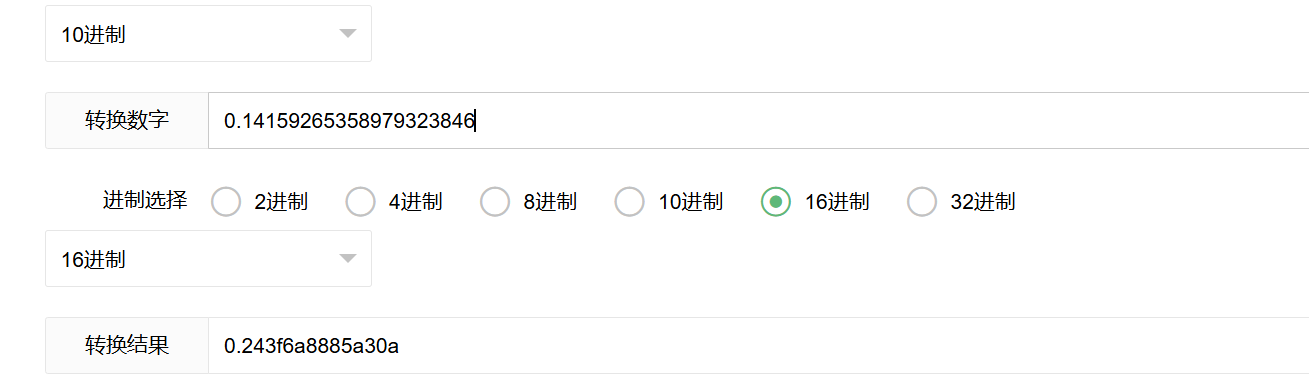 10进制
转换数字 0.14159265358979323846
进制选择 2进制 4进制 8进制 10进制 16进制 32进制
16进制
转换结果 0.243f6a8885a30a